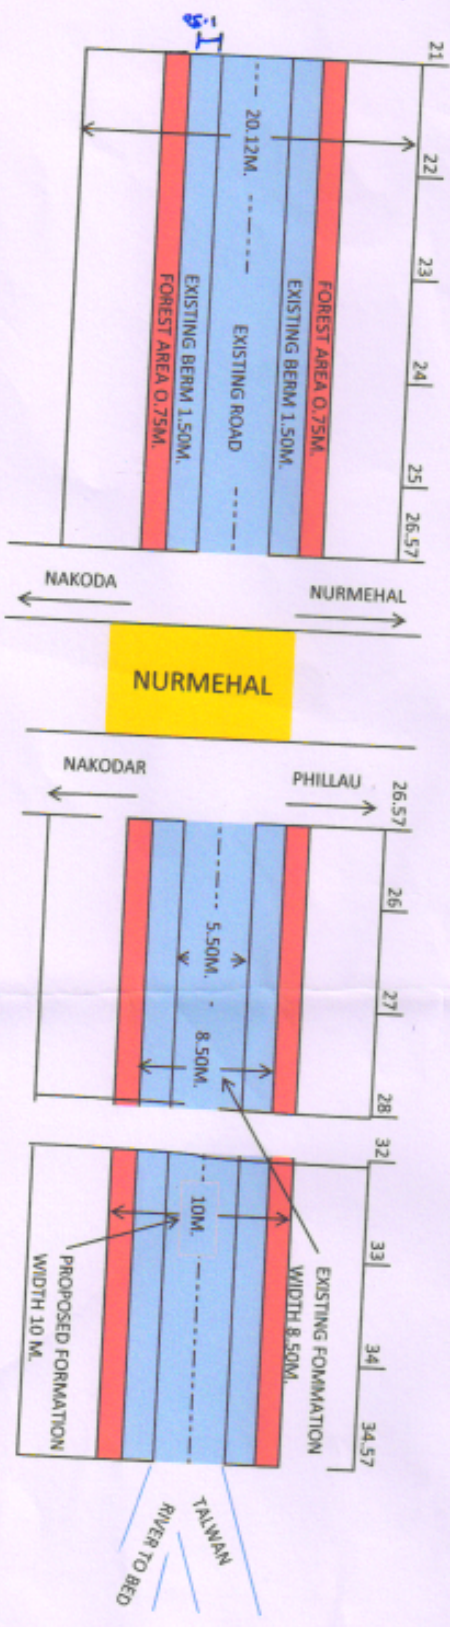 21
22
23
24
25
26.57
20.12M.
FOREST AREA 0.75M.
EXISTING BERM 1.50M.
EXISTING ROAD
EXISTING BERM 1.50M.
FOREST AREA 0.75M.
NAKODA
NURMEHAL
NURMEHAL
NAKODAR
PHILLAU
26.57
26
27
28
5.50M.
8.50M.
32
33
34
34.57
10M.
EXISTING FOMMATION
WIDTH 8.50M.
PROPOSED FORMATION
WIDTH 10 M.
TALWAN
RIVER TO BED